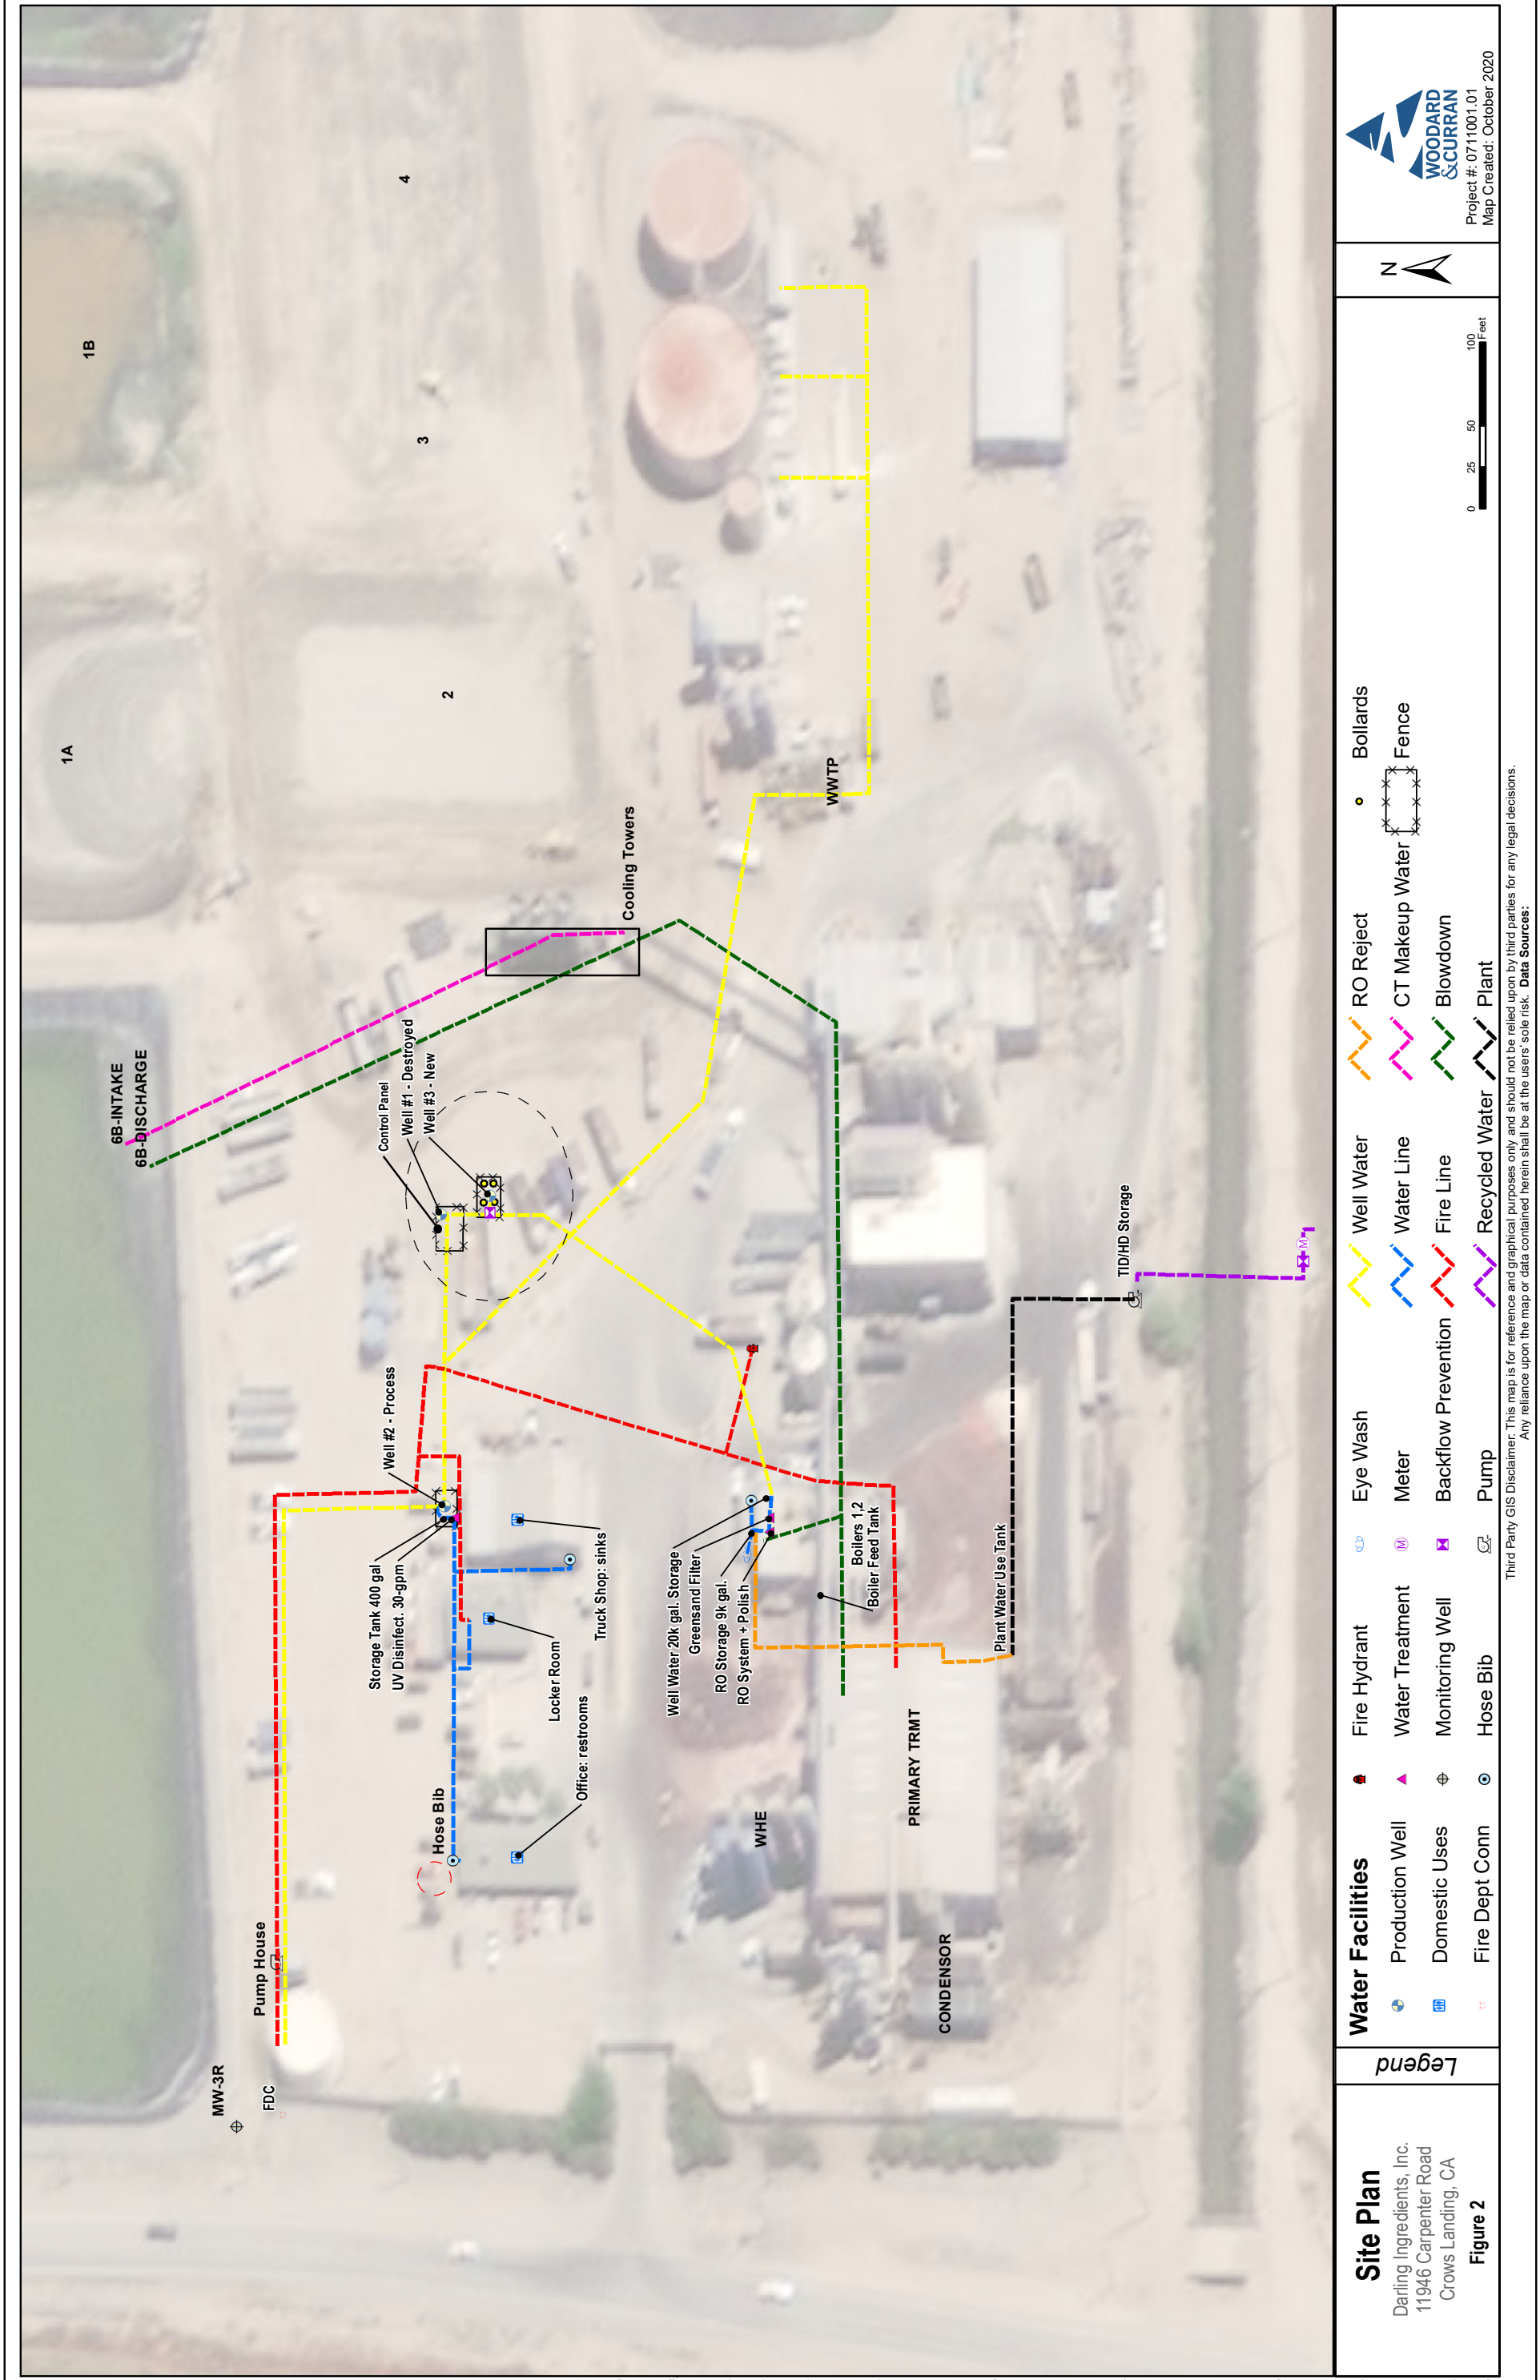 1A
1B
2
3
4
6B-INTAKE
6B-DISCHARGE
Control Panel
Well #1 - Destroyed
Well #3 - New
Cooling Towers
WWTP
MW-3R
FDC
Pump House
Well #2 - Process
Storage Tank 400 gal
UV Disinfect. 30-gpm
Hose Bib
Locker Room
Office: restrooms
Truck Shop: sinks
Well Water 20k gal. Storage
Greensand Filter
RO Storage 9k gal.
RO System + Polish
Boilers 1,2
Boiler Feed Tank
WHE
PRIMARY TRMT
CONDENSOR
Plant Water Use Tank
TID/HD Storage
M
Site Plan
Darling Ingredients, Inc.
11946 Carpenter Road
Crows Landing, CA
Figure 2
Legend
Water Facilities
Production Well
Domestic Uses
Fire Dept Conn
Fire Hydrant
Water Treatment
Monitoring Well
Hose Bib
Eye Wash
M Meter
Backflow Prevention
Pump
Well Water
Water Line
Fire Line
Recycled Water
RO Reject
CT Makeup Water
Blowdown
Plant
Bollards
Fence
0 25 50 100
Feet
N
WOODARD
&CURRAN
Project #: 0711001.01
Map Created: October 2020
Third Party GIS Disclaimer: This map is for reference and graphical purposes only and should not be relied upon by third parties for any legal decisions.
Any reliance upon the map or data contained herein shall be at the users' sole risk. Data Sources: